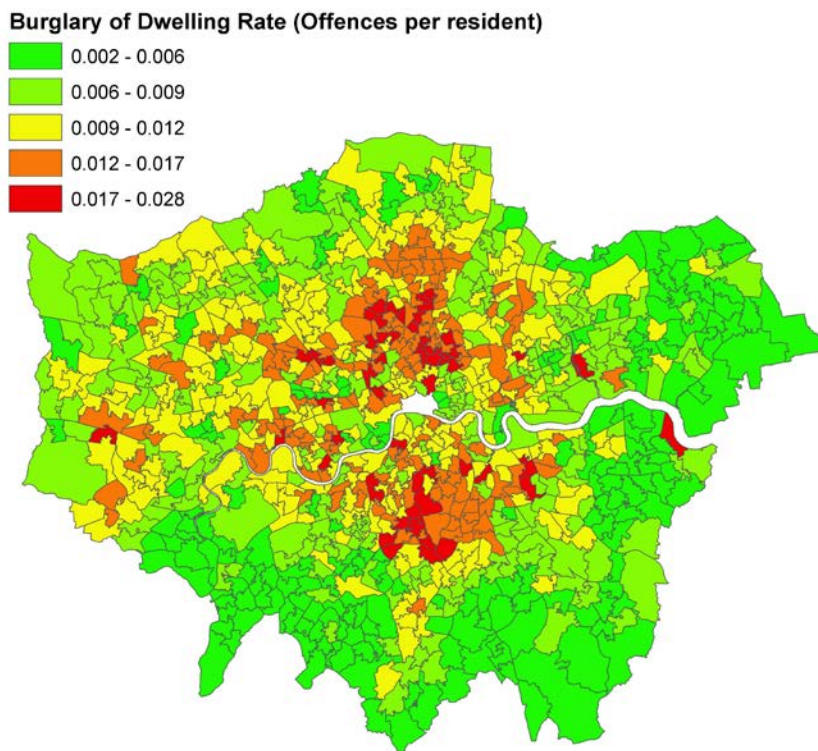 Burglary of Dwelling Rate (Offences per resident)
0.002 - 0.006
0.006 - 0.009
0.009 - 0.012
0.012 - 0.017
0.017 - 0.028